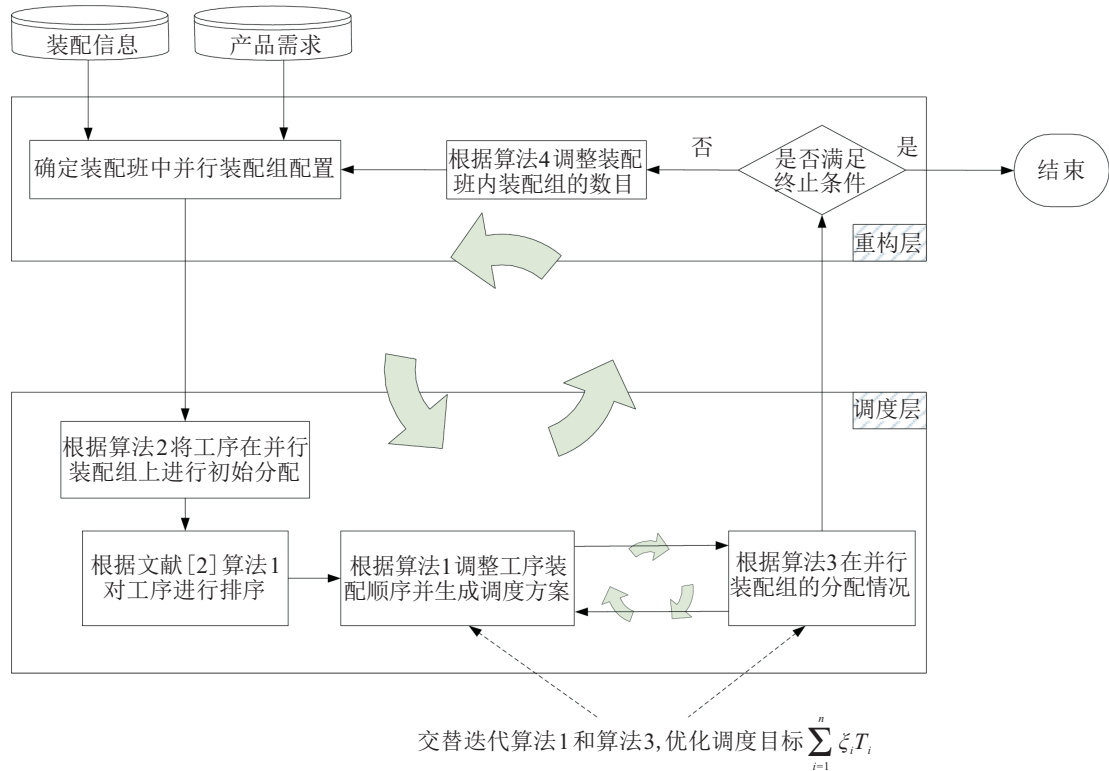 装配信息
产品需求
确定装配班中并行装配组配置
根据算法4调整装配
班内装配组的数目
否
是否满足
终止条件
是
结束
重构层
调度层
根据算法2将工序在并行
装配组上进行初始分配
根据文献[2]算法1
对工序进行排序
根据算法1调整工序装
配顺序并生成调度方案
根据算法3在并行
装配组的分配情况
交替迭代算法1和算法3,优化调度目标 $\sum_{i=1}^{n} \xi_i T_i$